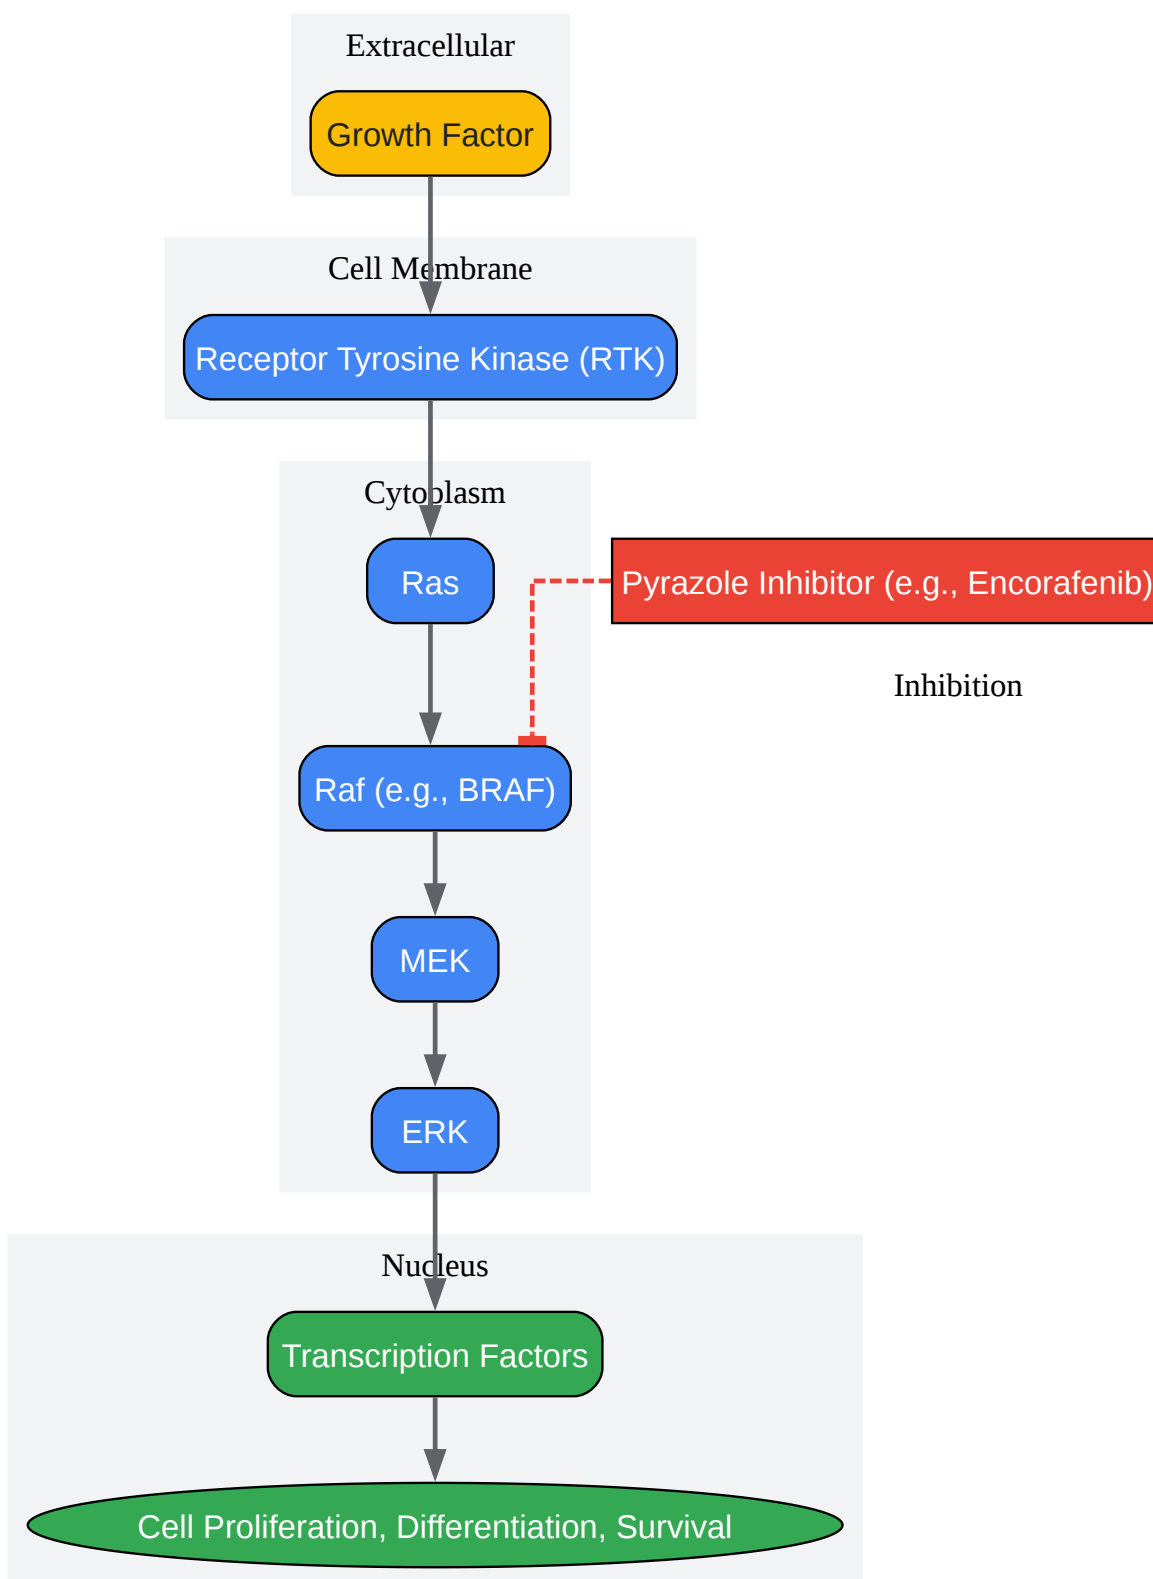 Extracellular
Growth Factor
Cell Membrane
Receptor Tyrosine Kinase (RTK)
Cytoplasm
Ras
Pyrazole Inhibitor (e.g., Encorafenib)
Inhibition
Raf (e.g., BRAF)
MEK
ERK
Nucleus
Transcription Factors
Cell Proliferation, Differentiation, Survival